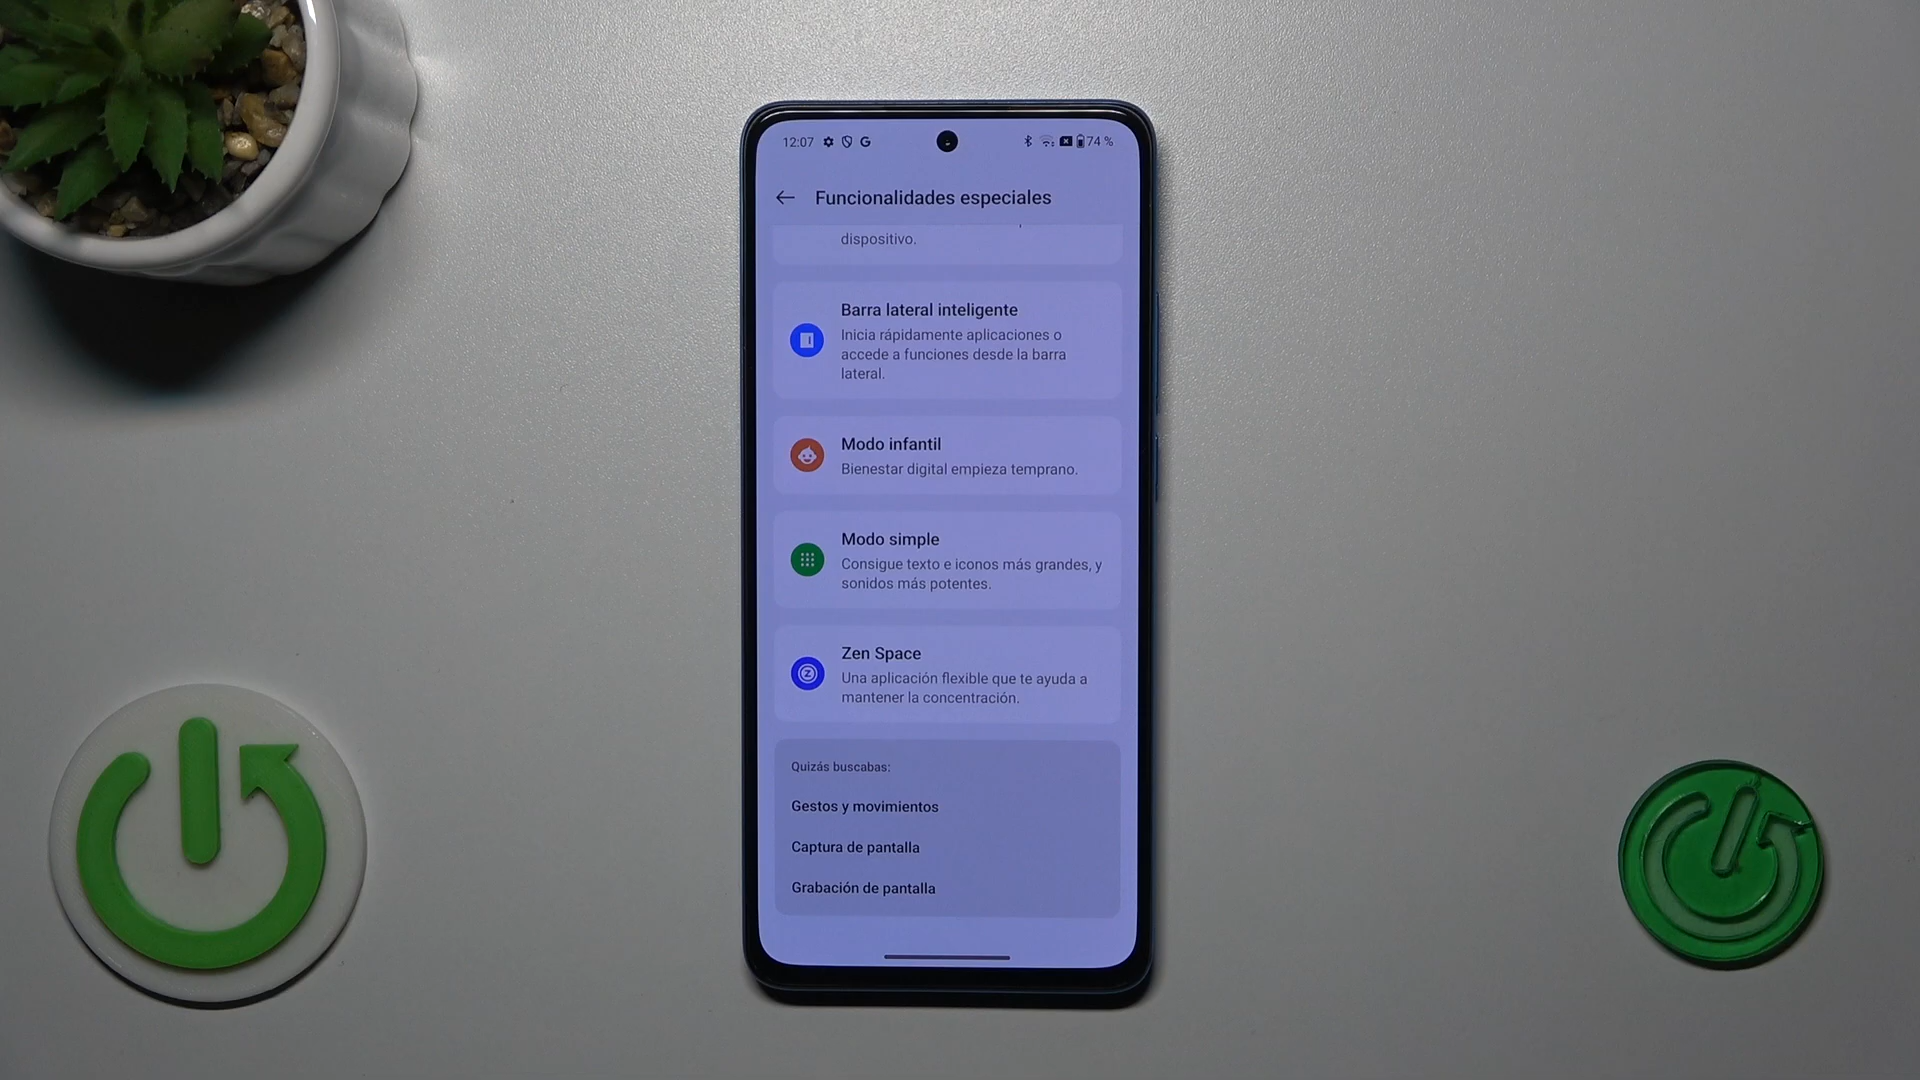 12:07 G 74 %
Funcionalidades especiales
dispositivo.
Barra lateral inteligente
Inicia rápidamente aplicaciones o
accede a funciones desde la barra
lateral.
Modo infantil
Bienestar digital empieza temprano.
Modo simple
Consigue texto e iconos más grandes, y
sonidos más potentes.
Z
Zen Space
Una aplicación flexible que te ayuda a
mantener la concentración.
Quizás buscabas:
Gestos y movimientos
Captura de pantalla
Grabación de pantalla